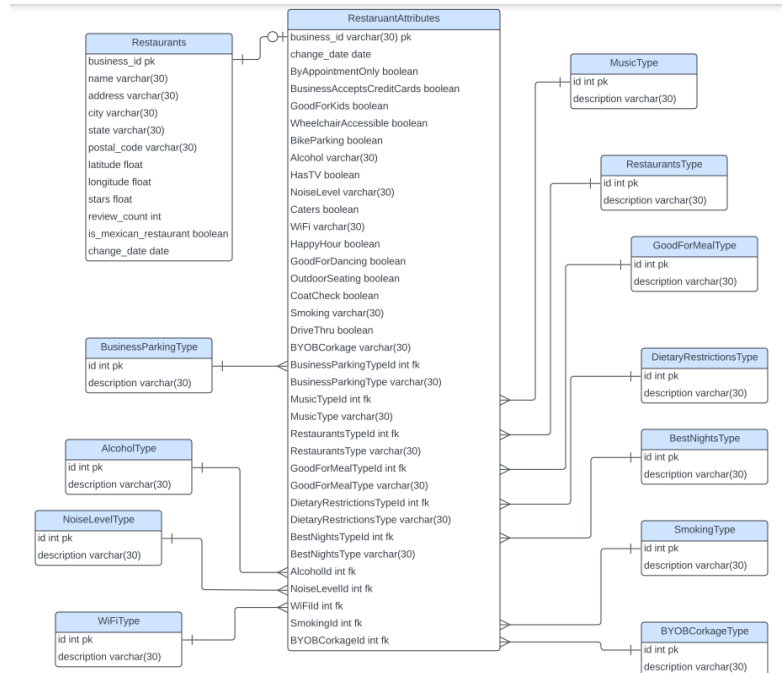 RestaruantAttributes
business_id varchar(30) pk
change_date date
ByAppointmentOnly boolean
BusinessAcceptsCreditCards boolean
GoodForKids boolean
WheelchairAccessible boolean
BikeParking boolean
Alcohol varchar(30)
HasTV boolean
NoiseLevel varchar(30)
Caters boolean
WiFi varchar(30)
HappyHour boolean
GoodForDancing boolean
OutdoorSeating boolean
CoatCheck boolean
Smoking varchar(30)
DriveThru boolean
BYOBCorkage varchar(30)
BusinessParkingTypeId int fk
BusinessParkingType varchar(30)
MusicTypeId int fk
MusicType varchar(30)
RestaurantsTypeId int fk
RestaurantsType varchar(30)
GoodForMealTypeId int fk
GoodForMealType varchar(30)
DietaryRestrictionsTypeId int fk
DietaryRestrictionsType varchar(30)
BestNightsTypeId int fk
BestNightsType varchar(30)
AlcoholId int fk
NoiseLevelId int fk
WiFiId int fk
SmokingId int fk
BYOBCorkageId int fk
Restaurants
business_id pk
name varchar(30)
address varchar(30)
city varchar(30)
state varchar(30)
postal_code varchar(30)
latitude float
longitude float
stars float
review_count int
is_mexican_restaurant boolean
change_date date
BusinessParkingType
id int pk
description varchar(30)
AlcoholType
id int pk
description varchar(30)
NoiseLevelType
id int pk
description varchar(30)
WiFiType
id int pk
description varchar(30)
MusicType
id int pk
description varchar(30)
RestaurantsType
id int pk
description varchar(30)
GoodForMealType
id int pk
description varchar(30)
DietaryRestrictionsType
id int pk
description varchar(30)
BestNightsType
id int pk
description varchar(30)
SmokingType
id int pk
description varchar(30)
BYOBCorkageType
id int pk
description varchar(30)